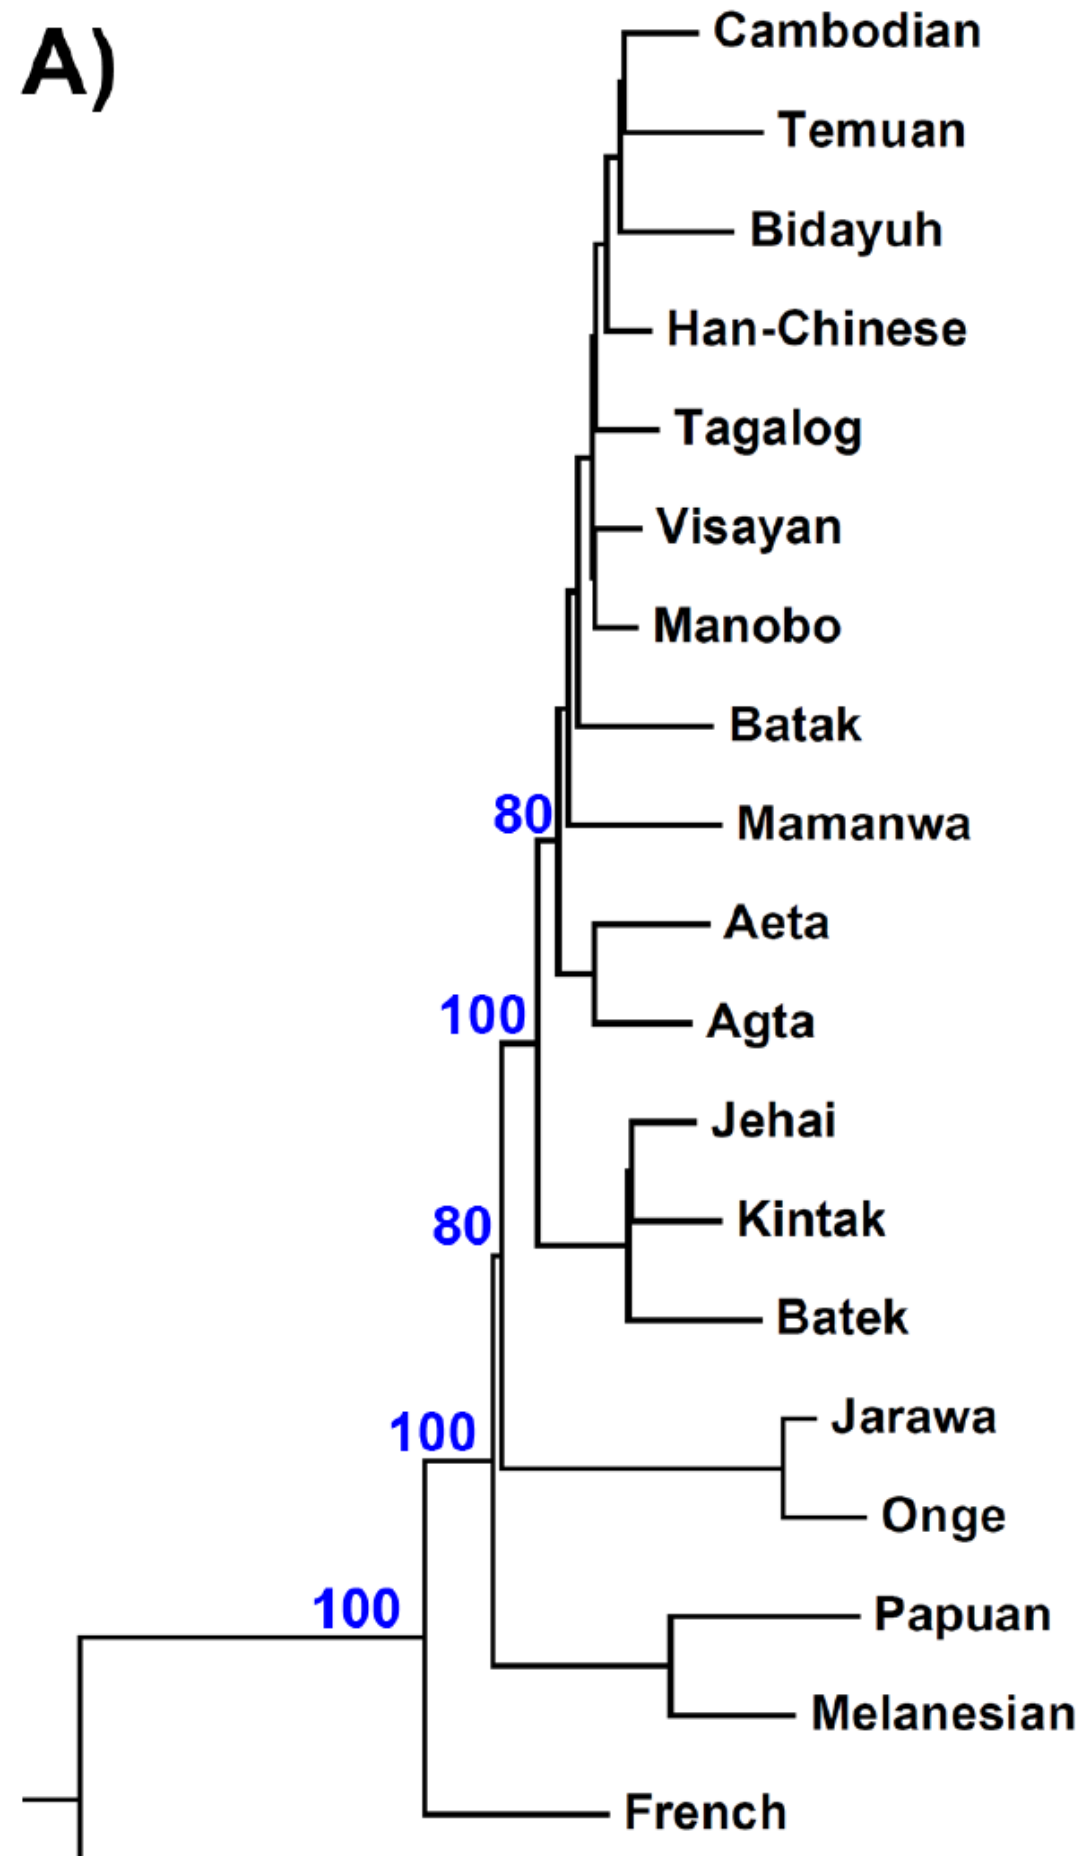 A)
Cambodian
Temuan
Bidayuh
Han-Chinese
Tagalog
Visayan
Manobo
Batak
80
Mamanwa
Aeta
100
Agta
Jehai
80
Kintak
Batek
100
Jarawa
Onge
100
Papuan
Melanesian
French